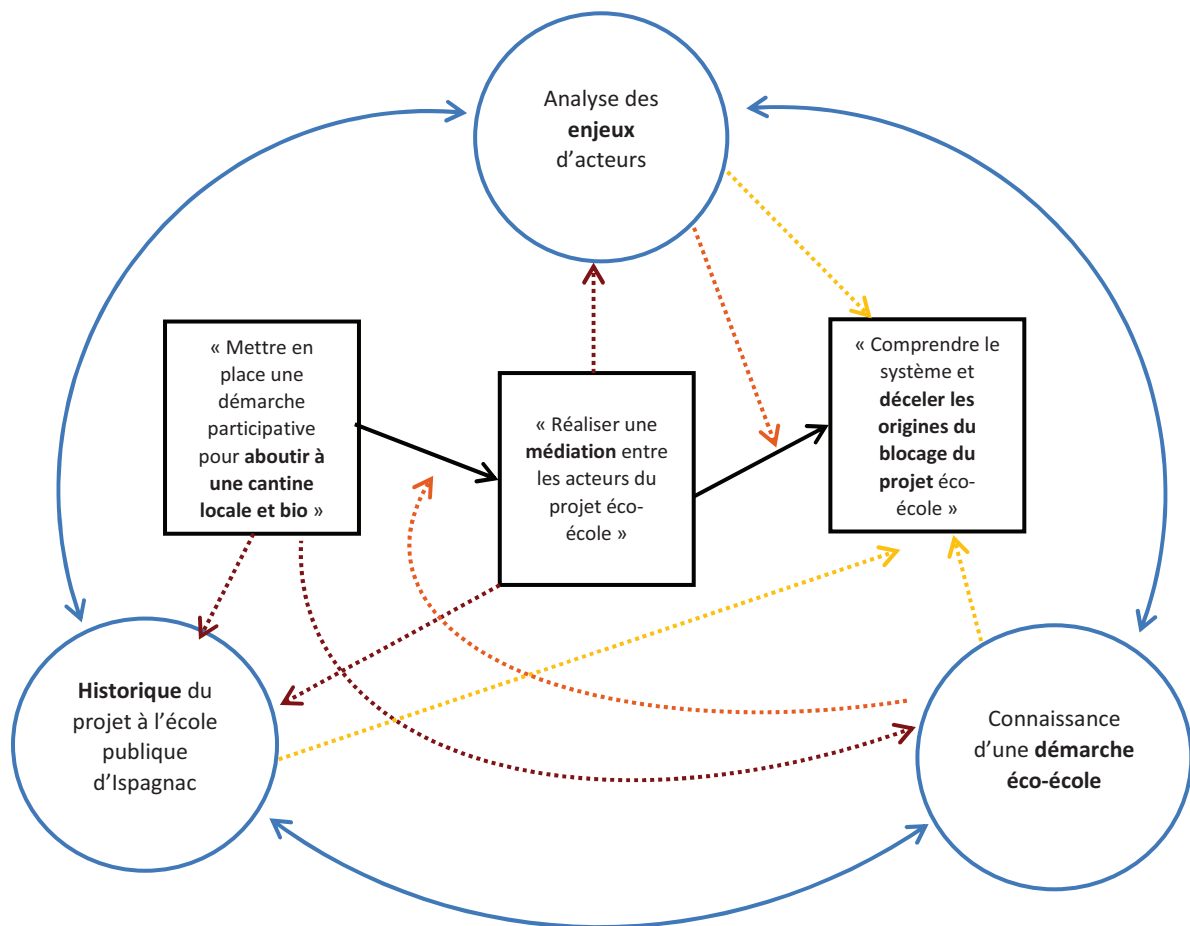 Analyse des
enjeux
d’acteurs
« Mettre en
place une
démarche
participative
pour aboutir à
une cantine
locale et bio »
« Réaliser une
médiation entre
les acteurs du
projet éco-
école »
« Comprendre le
système et
déceler les
origines du
blocage du
projet éco-
école »
Historique du
projet à l’école
publique
d’Ispagnac
Connaissance
d’une démarche
éco-école